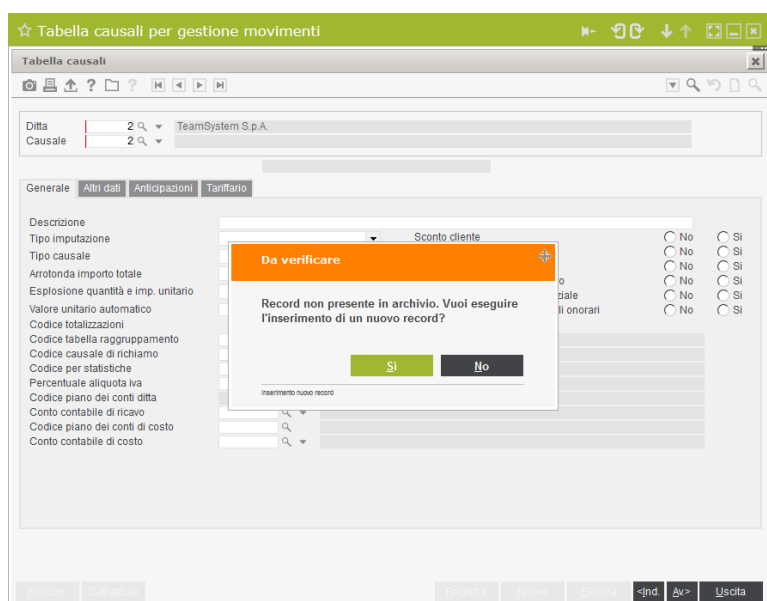 Tabella causali per gestione movimenti
Tabella causali
Ditta 2 TeamSystem S.p.A.
Causale 2
Generale Altri dati Anticipazioni Tariffario
Descrizione
Tipo imputazione Sconto cliente No Si
Tipo causale No Si
Arrotonda importo totale No Si
Esplosione quantità e imp. unitario o No Si
ziale No Si
Valore unitario automatico li onorari No Si
Codice totalizzazioni
Codice tabella raggruppamento
Codice causale di richiamo
Codice per statistiche
Percentuale aliquota iva
Codice piano dei conti ditta
Conto contabile di ricavo
Codice piano dei conti di costo
Conto contabile di costo
Da verificare
Record non presente in archivio. Vuoi eseguire
l'inserimento di un nuovo record?
Sì No
Inserimento nuovo record
Funzioni Dati attuali Registra Nuovo Elimina <Ind. Av.> Uscita